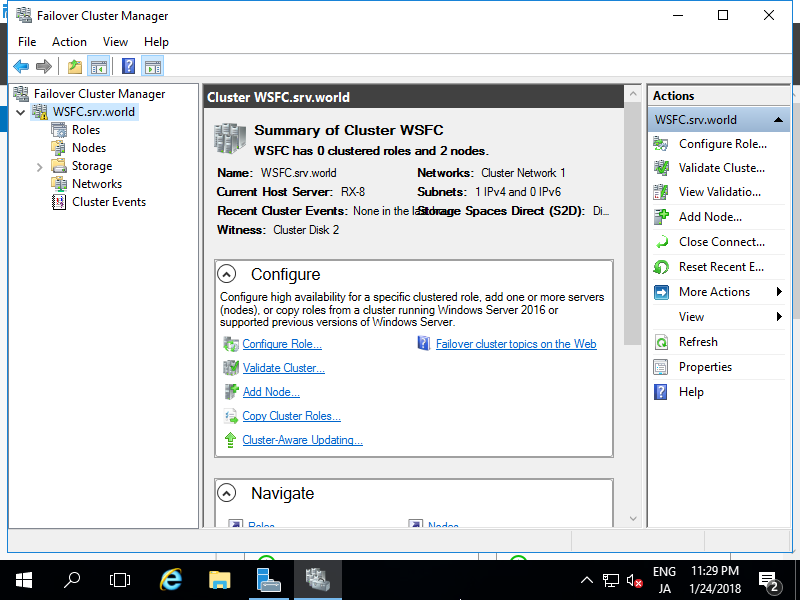 Failover Cluster Manager
File Action View Help
Failover Cluster Manager
WSFC.srv.world
Roles
Nodes
Storage
Networks
Cluster Events
Cluster WSFC.srv.world
Summary of Cluster WSFC
WSFC has 0 clustered roles and 2 nodes.
Name: WSFC.srv.world Networks: Cluster Network 1
Current Host Server: RX-8 Subnets: 1 IPv4 and 0 IPv6
Recent Cluster Events: None in the last Storage Spaces Direct (S2D): Di...
Witness: Cluster Disk 2
Configure
Configure high availability for a specific clustered role, add one or more servers
(nodes), or copy roles from a cluster running Windows Server 2016 or
supported previous versions of Windows Server.
Configure Role... Failover cluster topics on the Web
Validate Cluster...
Add Node...
Copy Cluster Roles...
Cluster-Aware Updating...
Navigate
Roles Nodes
Actions
WSFC.srv.world
Configure Role...
Validate Cluste...
View Validatio...
Add Node...
Close Connect...
Reset Recent E...
More Actions
View
Refresh
Properties
Help
ENG
JA
11:29 PM
1/24/2018
2